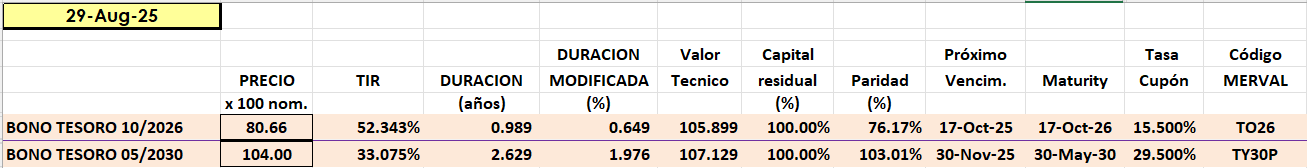 29-Aug-25
DURACION Valor Capital Próximo Tasa Código
PRECIO TIR DURACION MODIFICADA Tecnico residual Paridad Vencim. Maturity Cupón MERVAL
x 100 nom. (años) (%) (%) (%)
BONO TESORO 10/2026 80.66 52.343% 0.989 0.649 105.899 100.00% 76.17% 17-Oct-25 17-Oct-26 15.500% TO26
BONO TESORO 05/2030 104.00 33.075% 2.629 1.976 107.129 100.00% 103.01% 30-Nov-25 30-May-30 29.500% TY30P